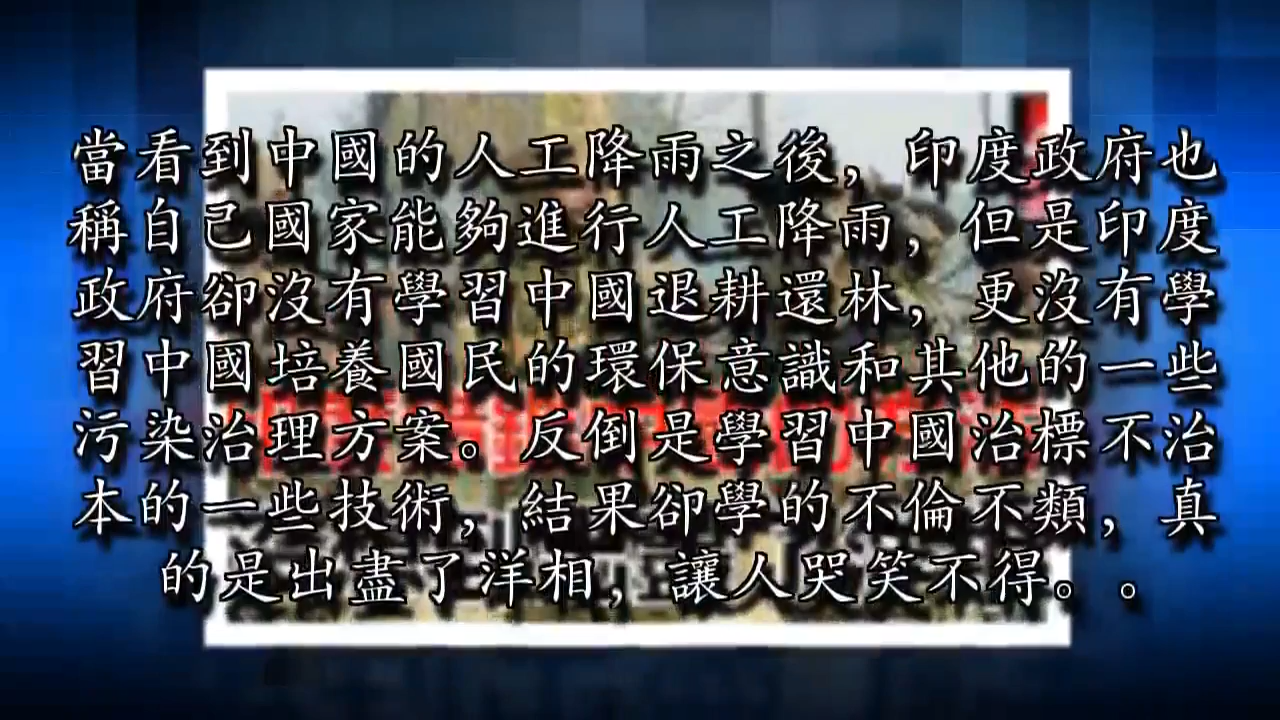 當看到中國的人工降雨之後，印度政府也
稱自己國家能夠進行人工降雨，但是印度
政府卻沒有學習中國退耕還林，更沒有學
習中國培養國民的環保意識和其他的一些
污染治理方案。反倒是學習中國治標不治
本的一些技術，結果卻學的不倫不類，真
的是出盡了洋相，讓人哭笑不得。。